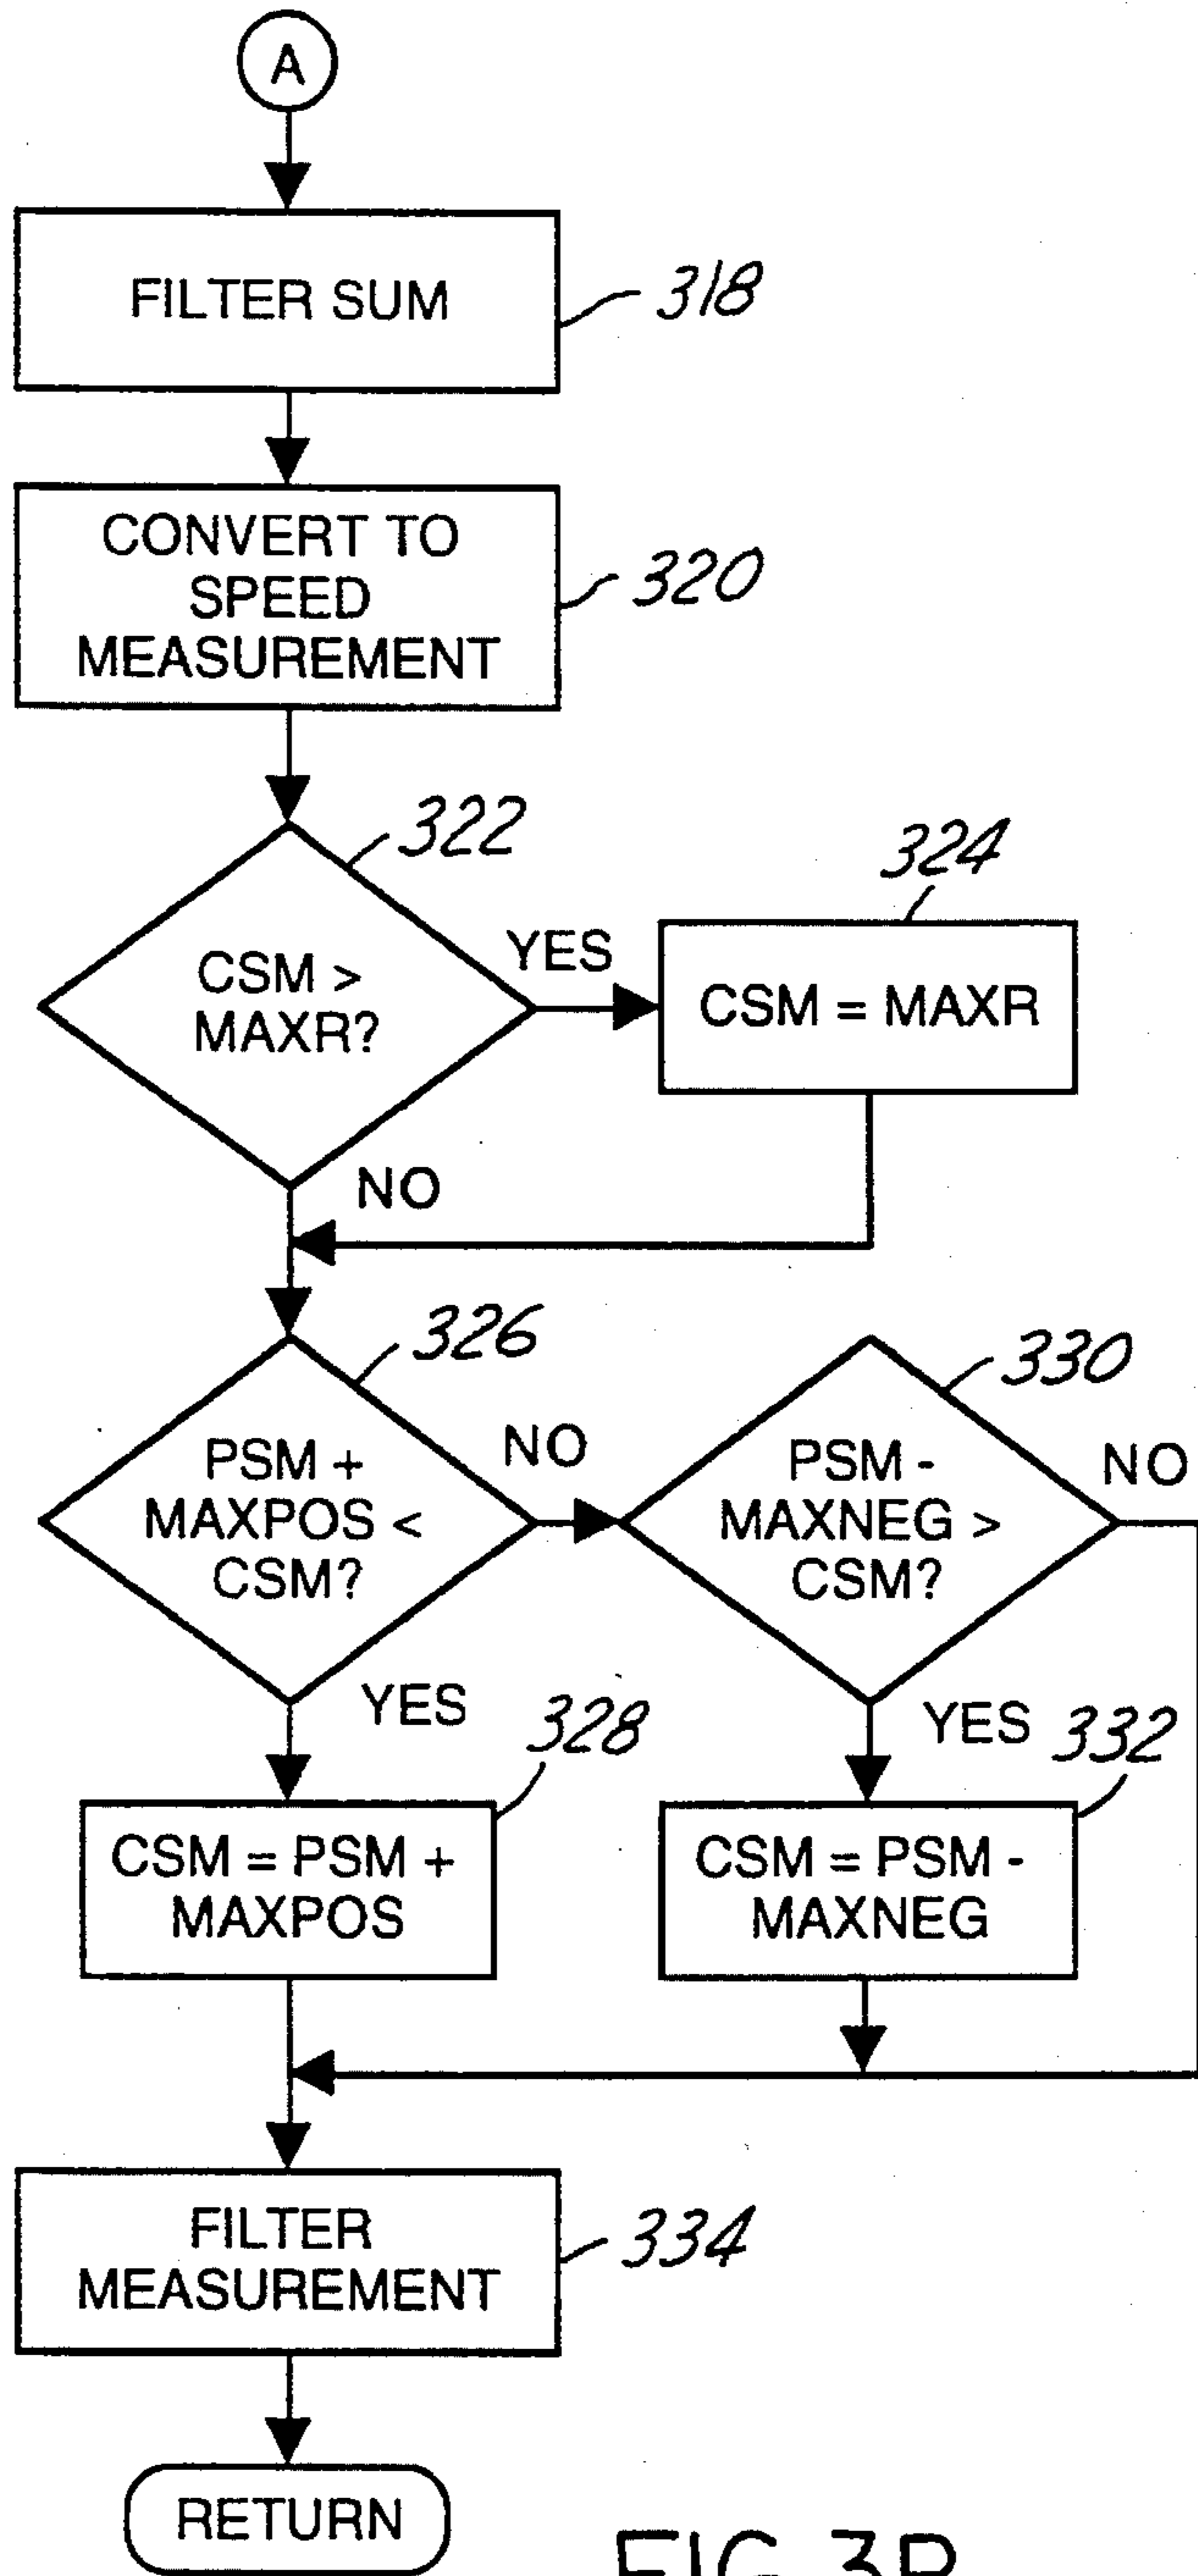 A
FILTER SUM
318
CONVERT TO
SPEED
MEASUREMENT
320
322
CSM >
MAXR?
YES
324
CSM = MAXR
NO
326
PSM +
MAXPOS <
CSM?
NO
330
PSM -
MAXNEG >
CSM?
NO
YES
328
CSM = PSM +
MAXPOS
YES
332
CSM = PSM -
MAXNEG
FILTER
MEASUREMENT
334
RETURN
FIG. 3B